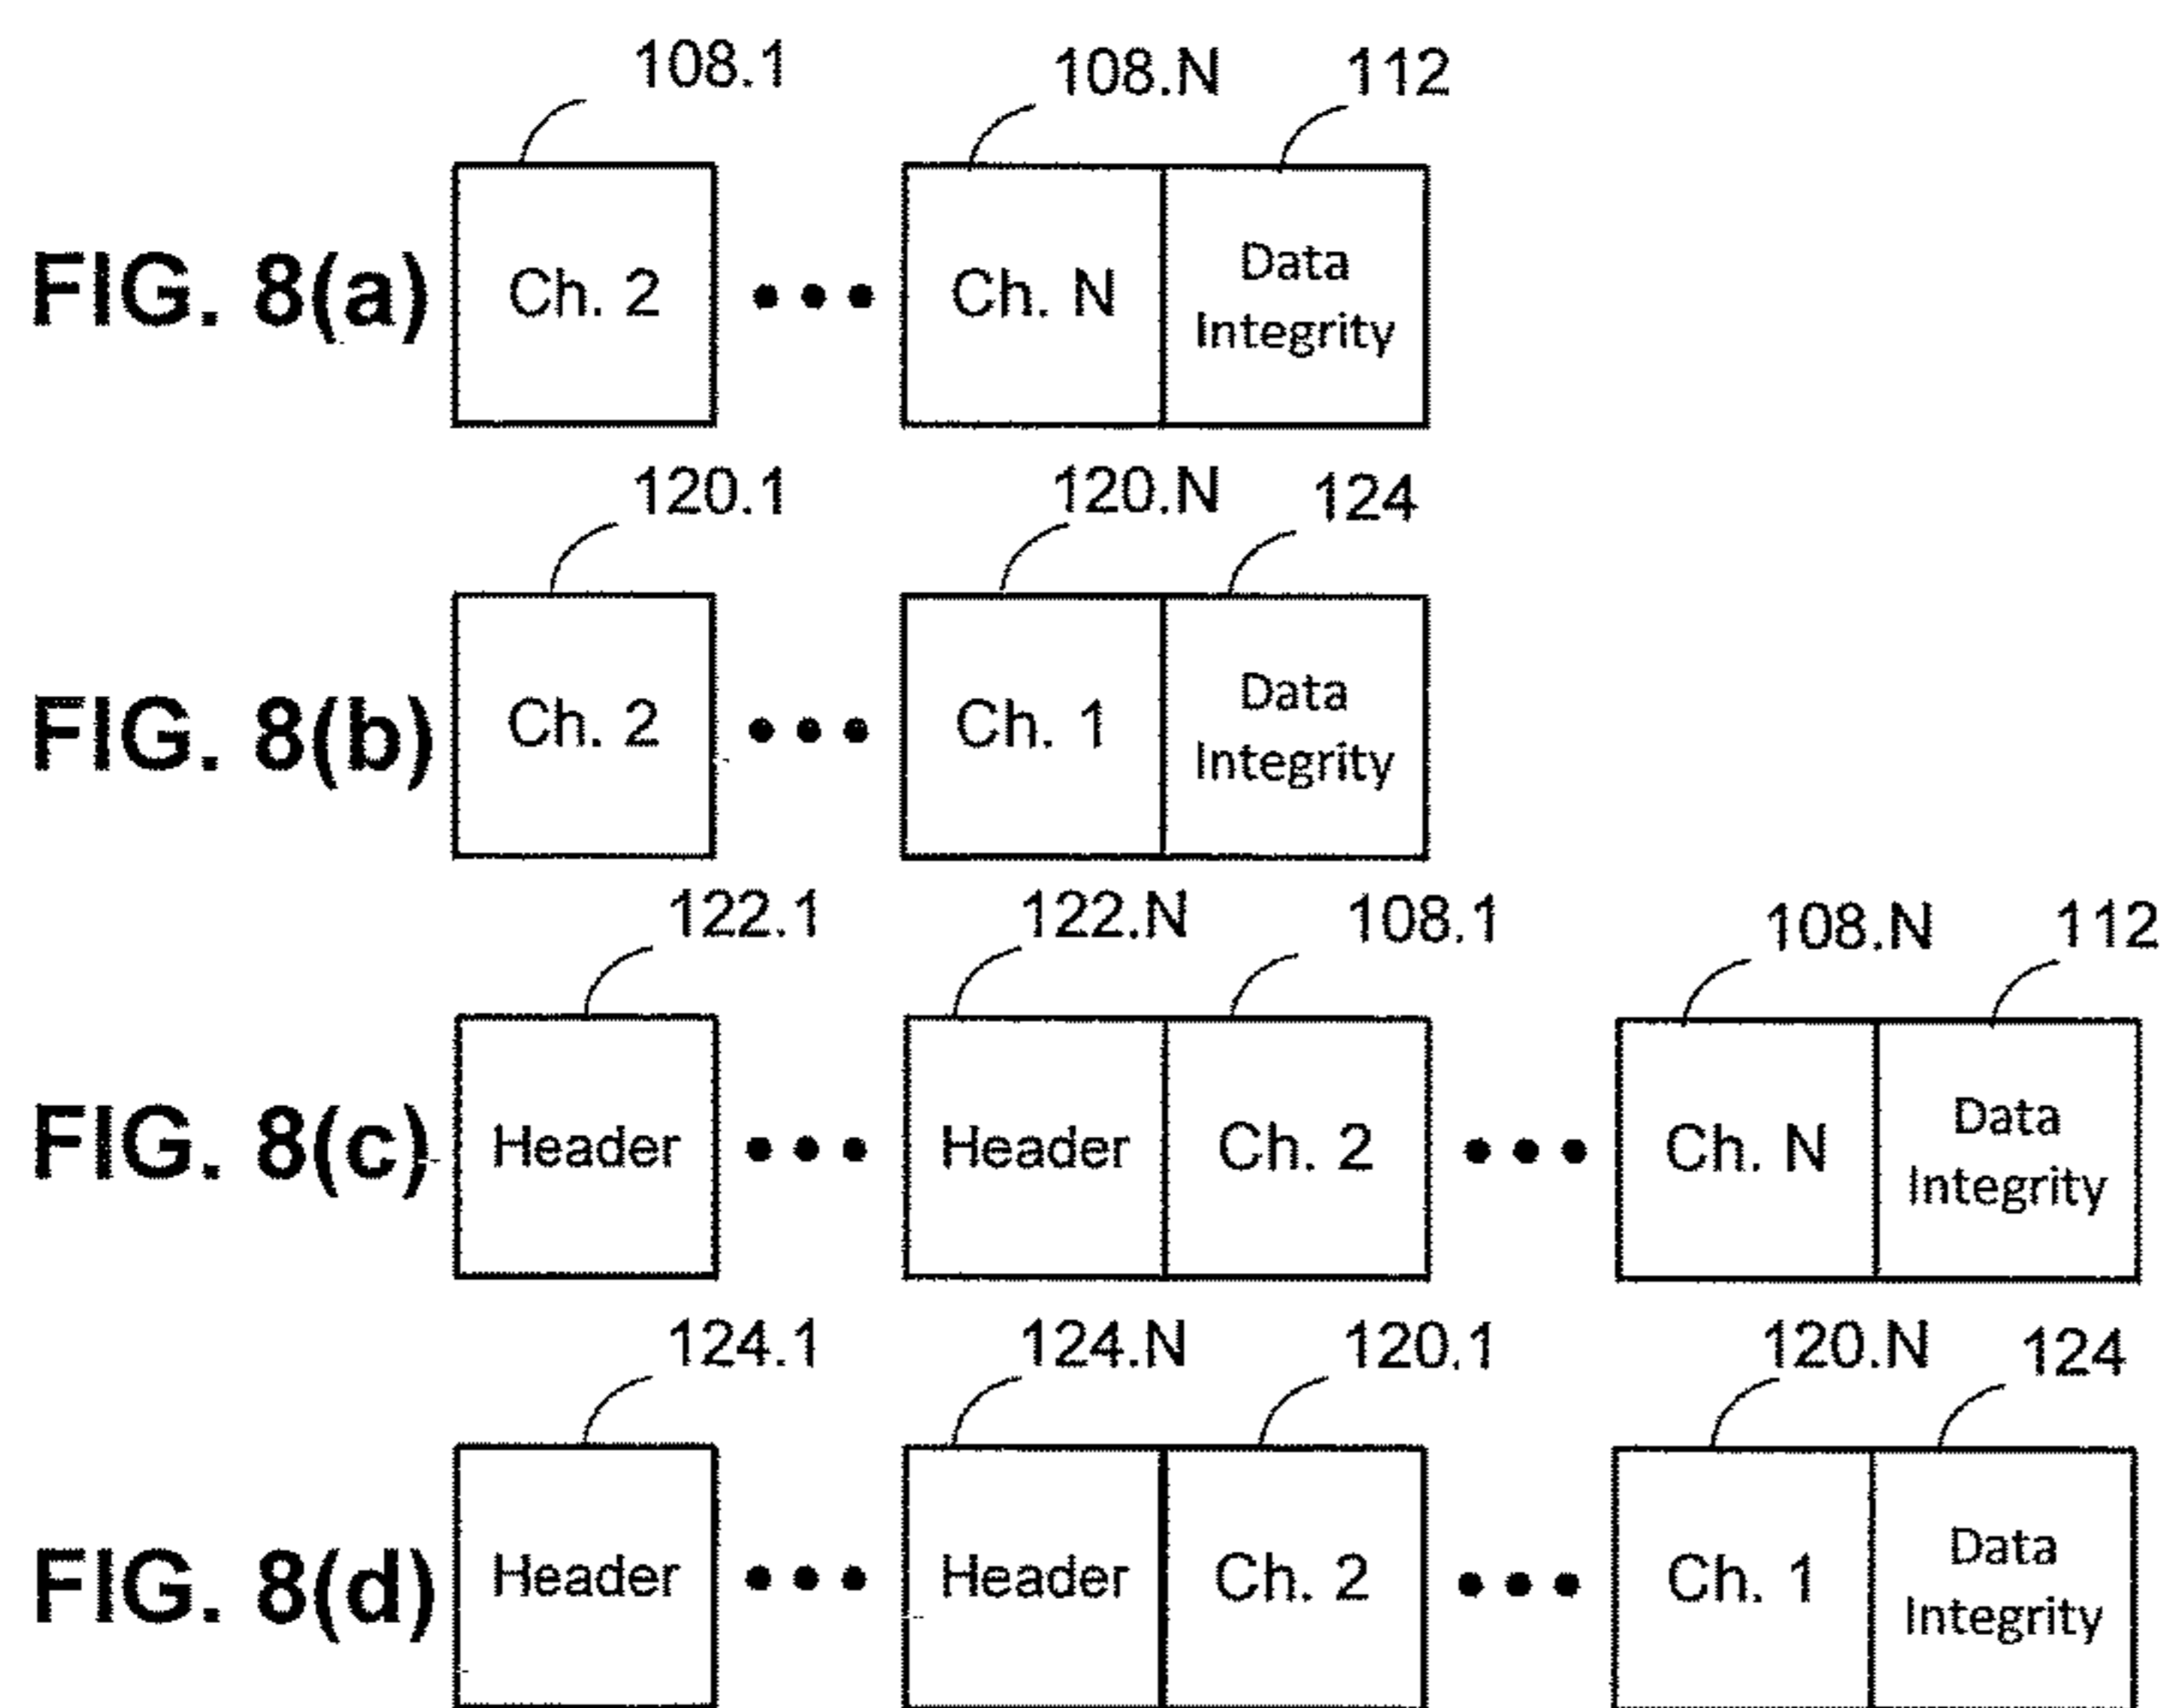 108.1 108.N 112
FIG. 8(a) Ch. 2 ••• Ch. N Data
Integrity
120.1 120.N 124
FIG. 8(b) Ch. 2 ••• Ch. 1 Data
Integrity
122.1 122.N 108.1 108.N 112
FIG. 8(c) Header ••• Header Ch. 2 ••• Ch. N Data
Integrity
124.1 124.N 120.1 120.N 124
FIG. 8(d) Header ••• Header Ch. 2 ••• Ch. 1 Data
Integrity